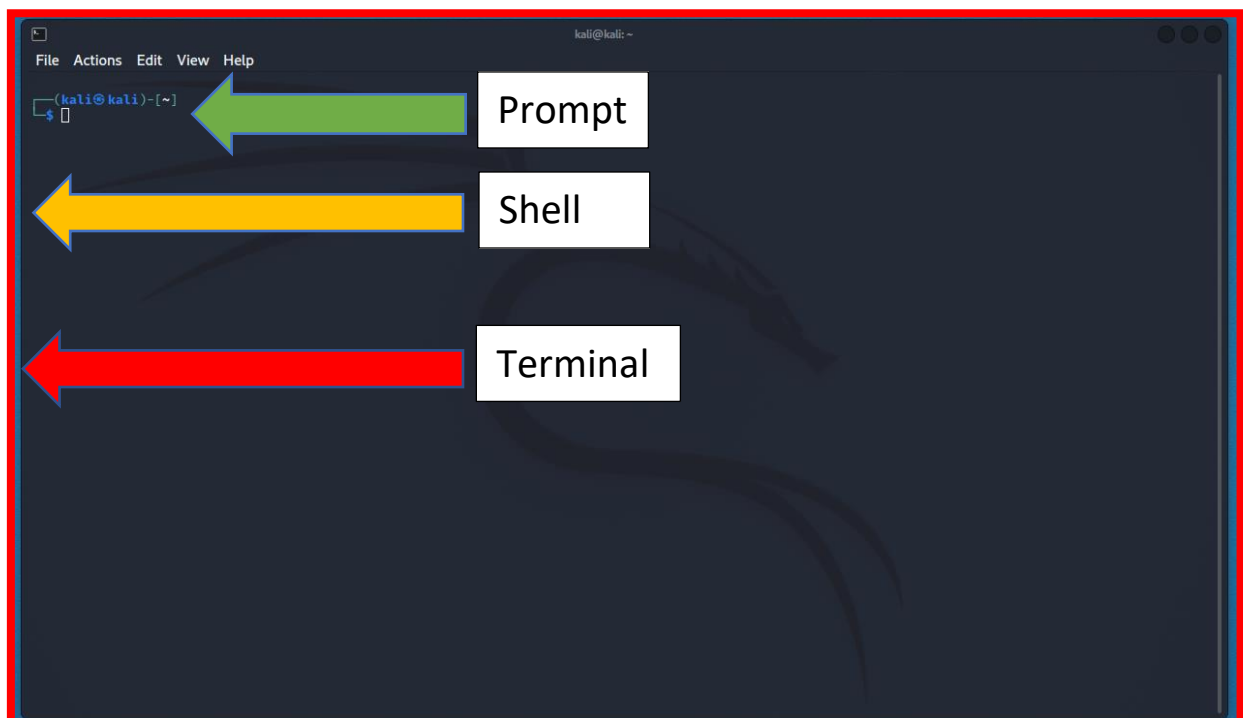 kali@kali: ~
File Actions Edit View Help
┌──(kali㉿kali)-[~]
└─$
Prompt
Shell
Terminal